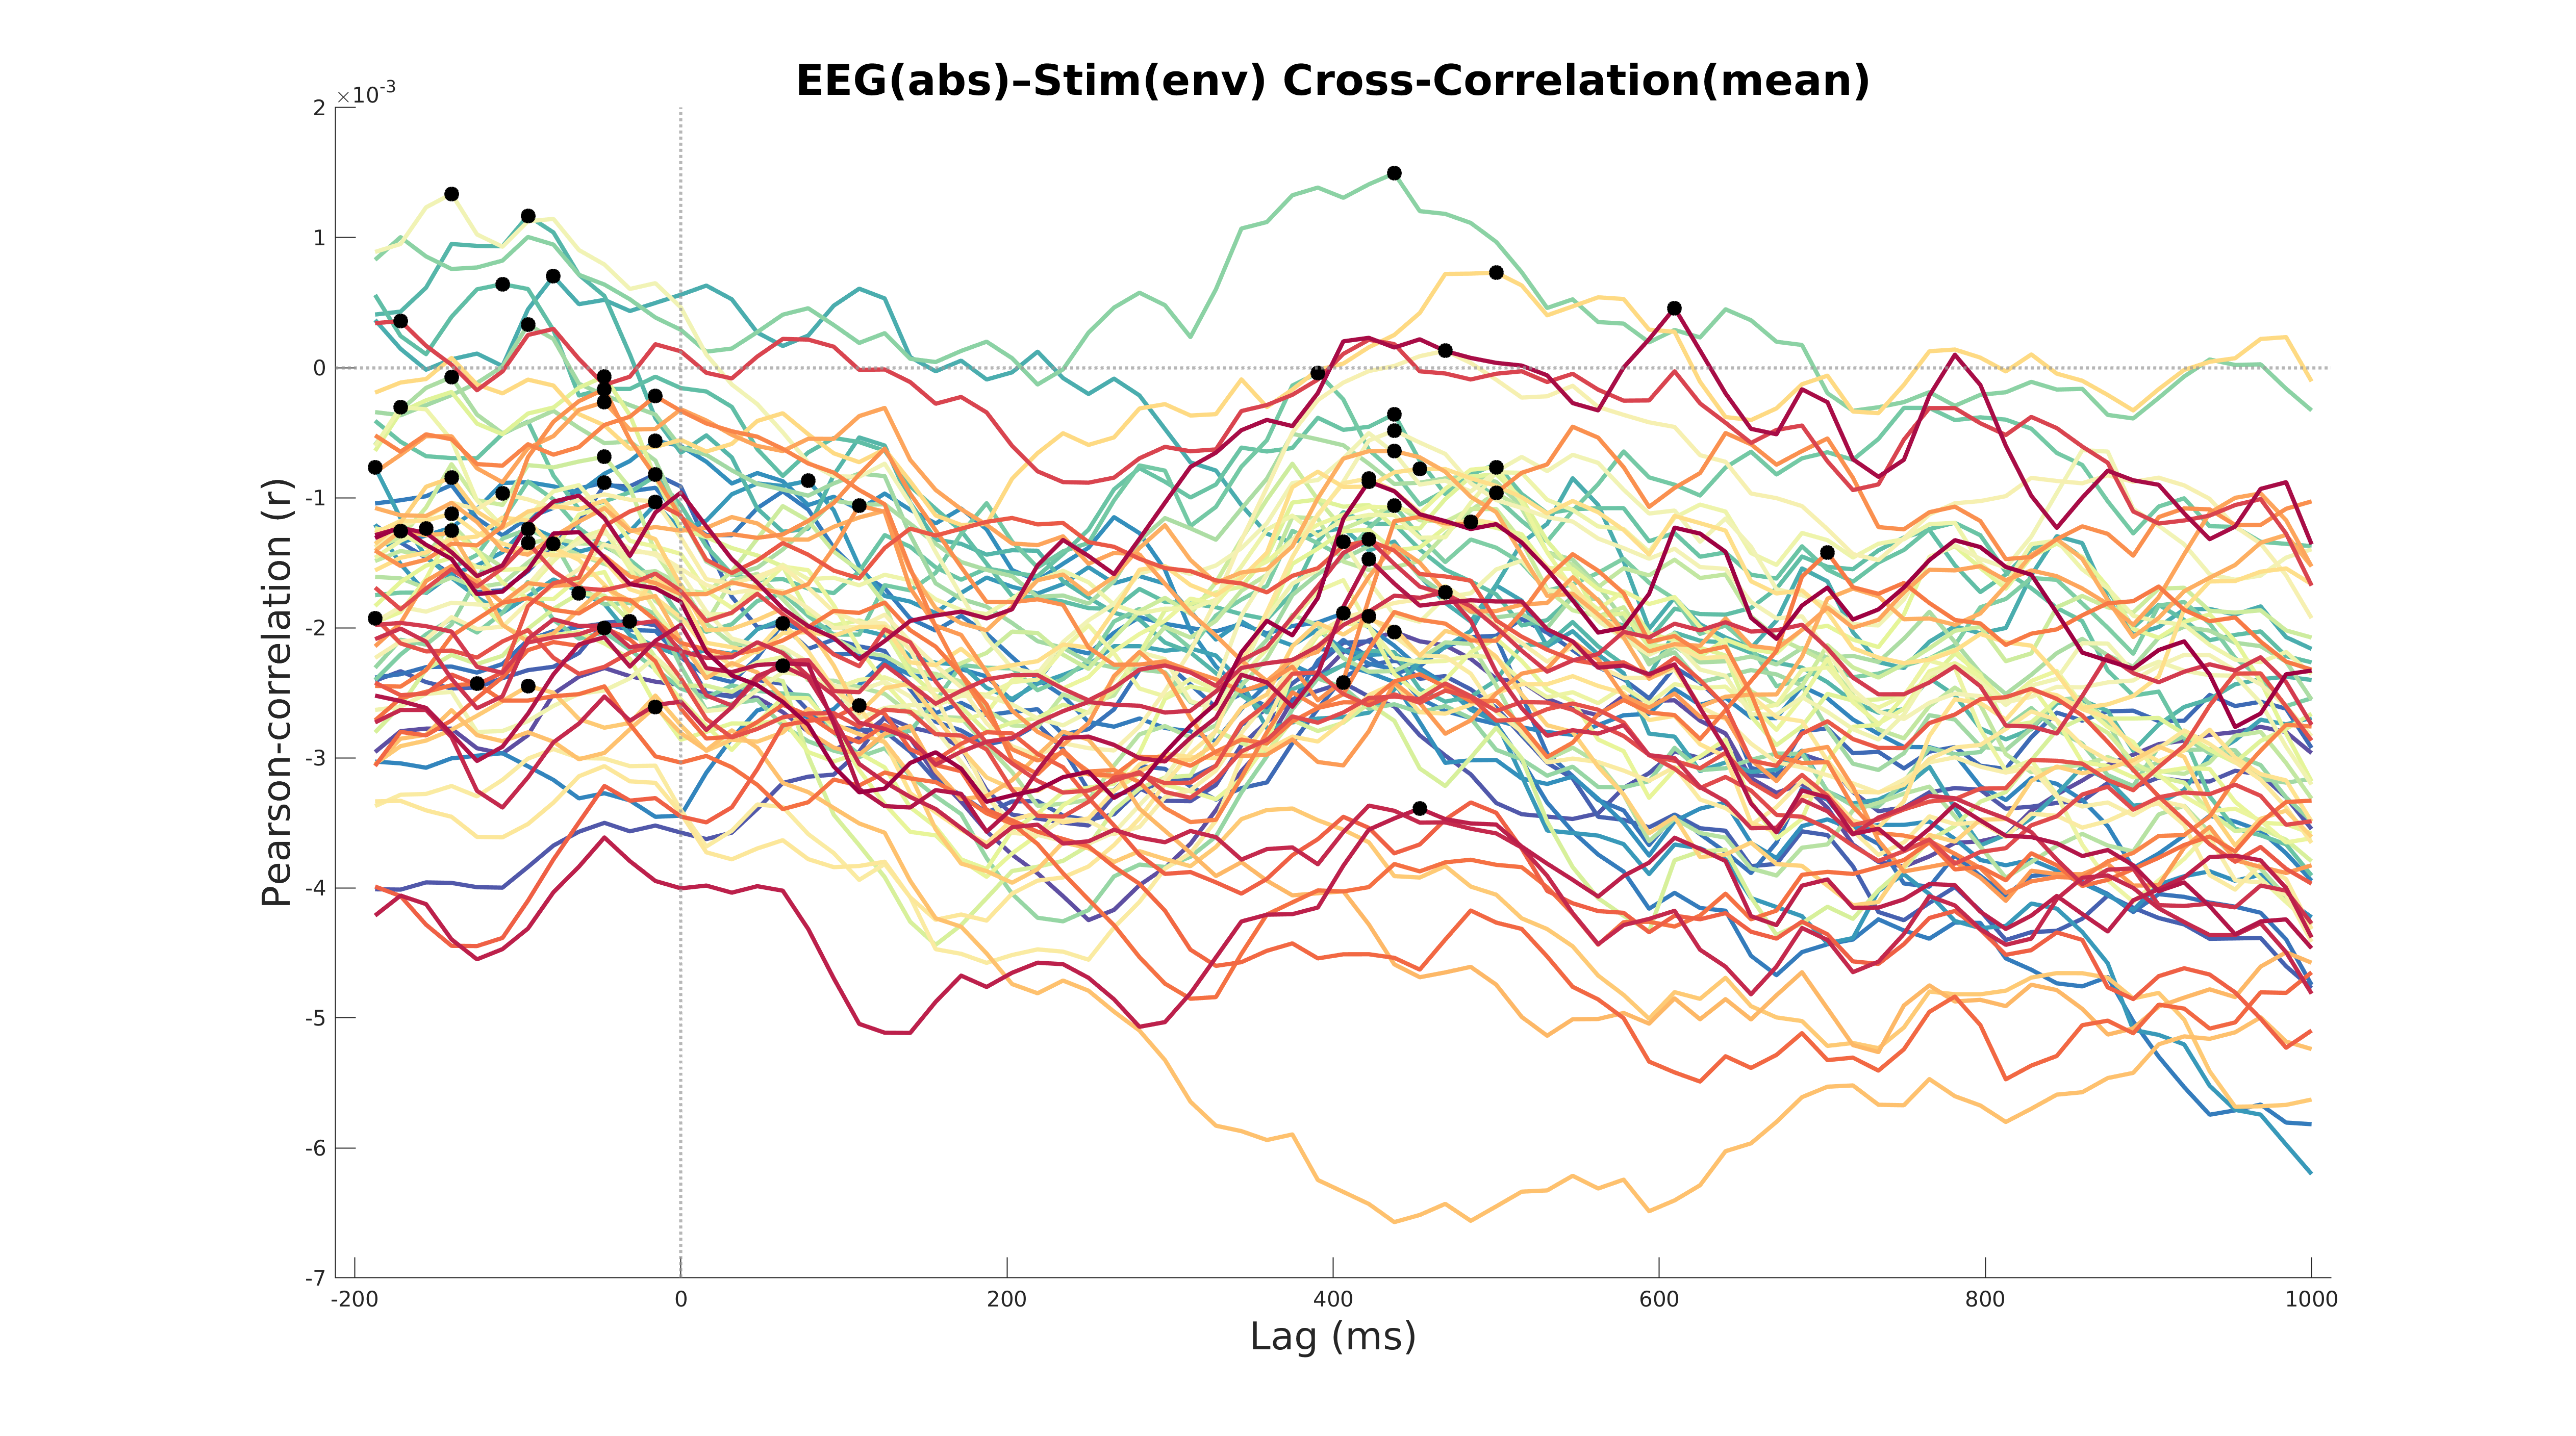 EEG(abs)–Stim(env) Cross-Correlation(mean)
×10-3
2
1
0
-1
-2
-3
-4
-5
-6
-7
Pearson-correlation (r)
-200 0 200 400 600 800 1000
Lag (ms)